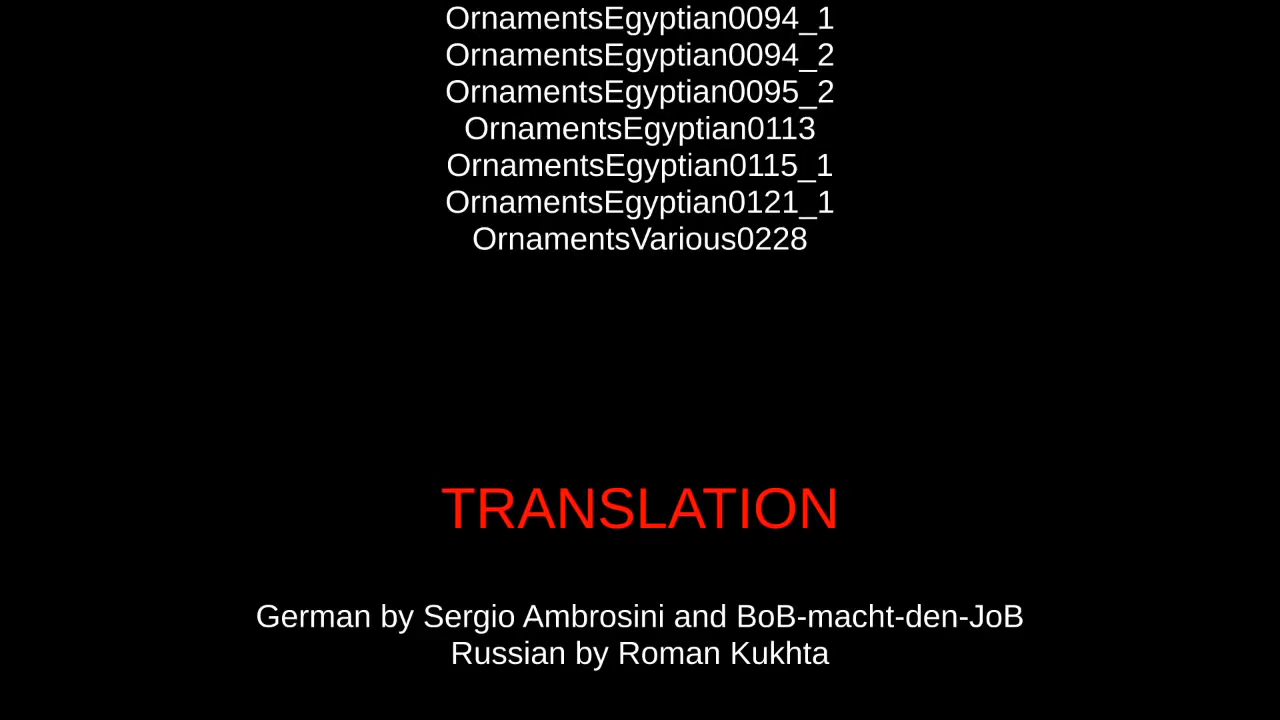 OrnamentsEgyptian0094_1
OrnamentsEgyptian0094_2
OrnamentsEgyptian0095_2
OrnamentsEgyptian0113
OrnamentsEgyptian0115_1
OrnamentsEgyptian0121_1
OrnamentsVarious0228
TRANSLATION
German by Sergio Ambrosini and BoB-macht-den-JoB
Russian by Roman Kukhta